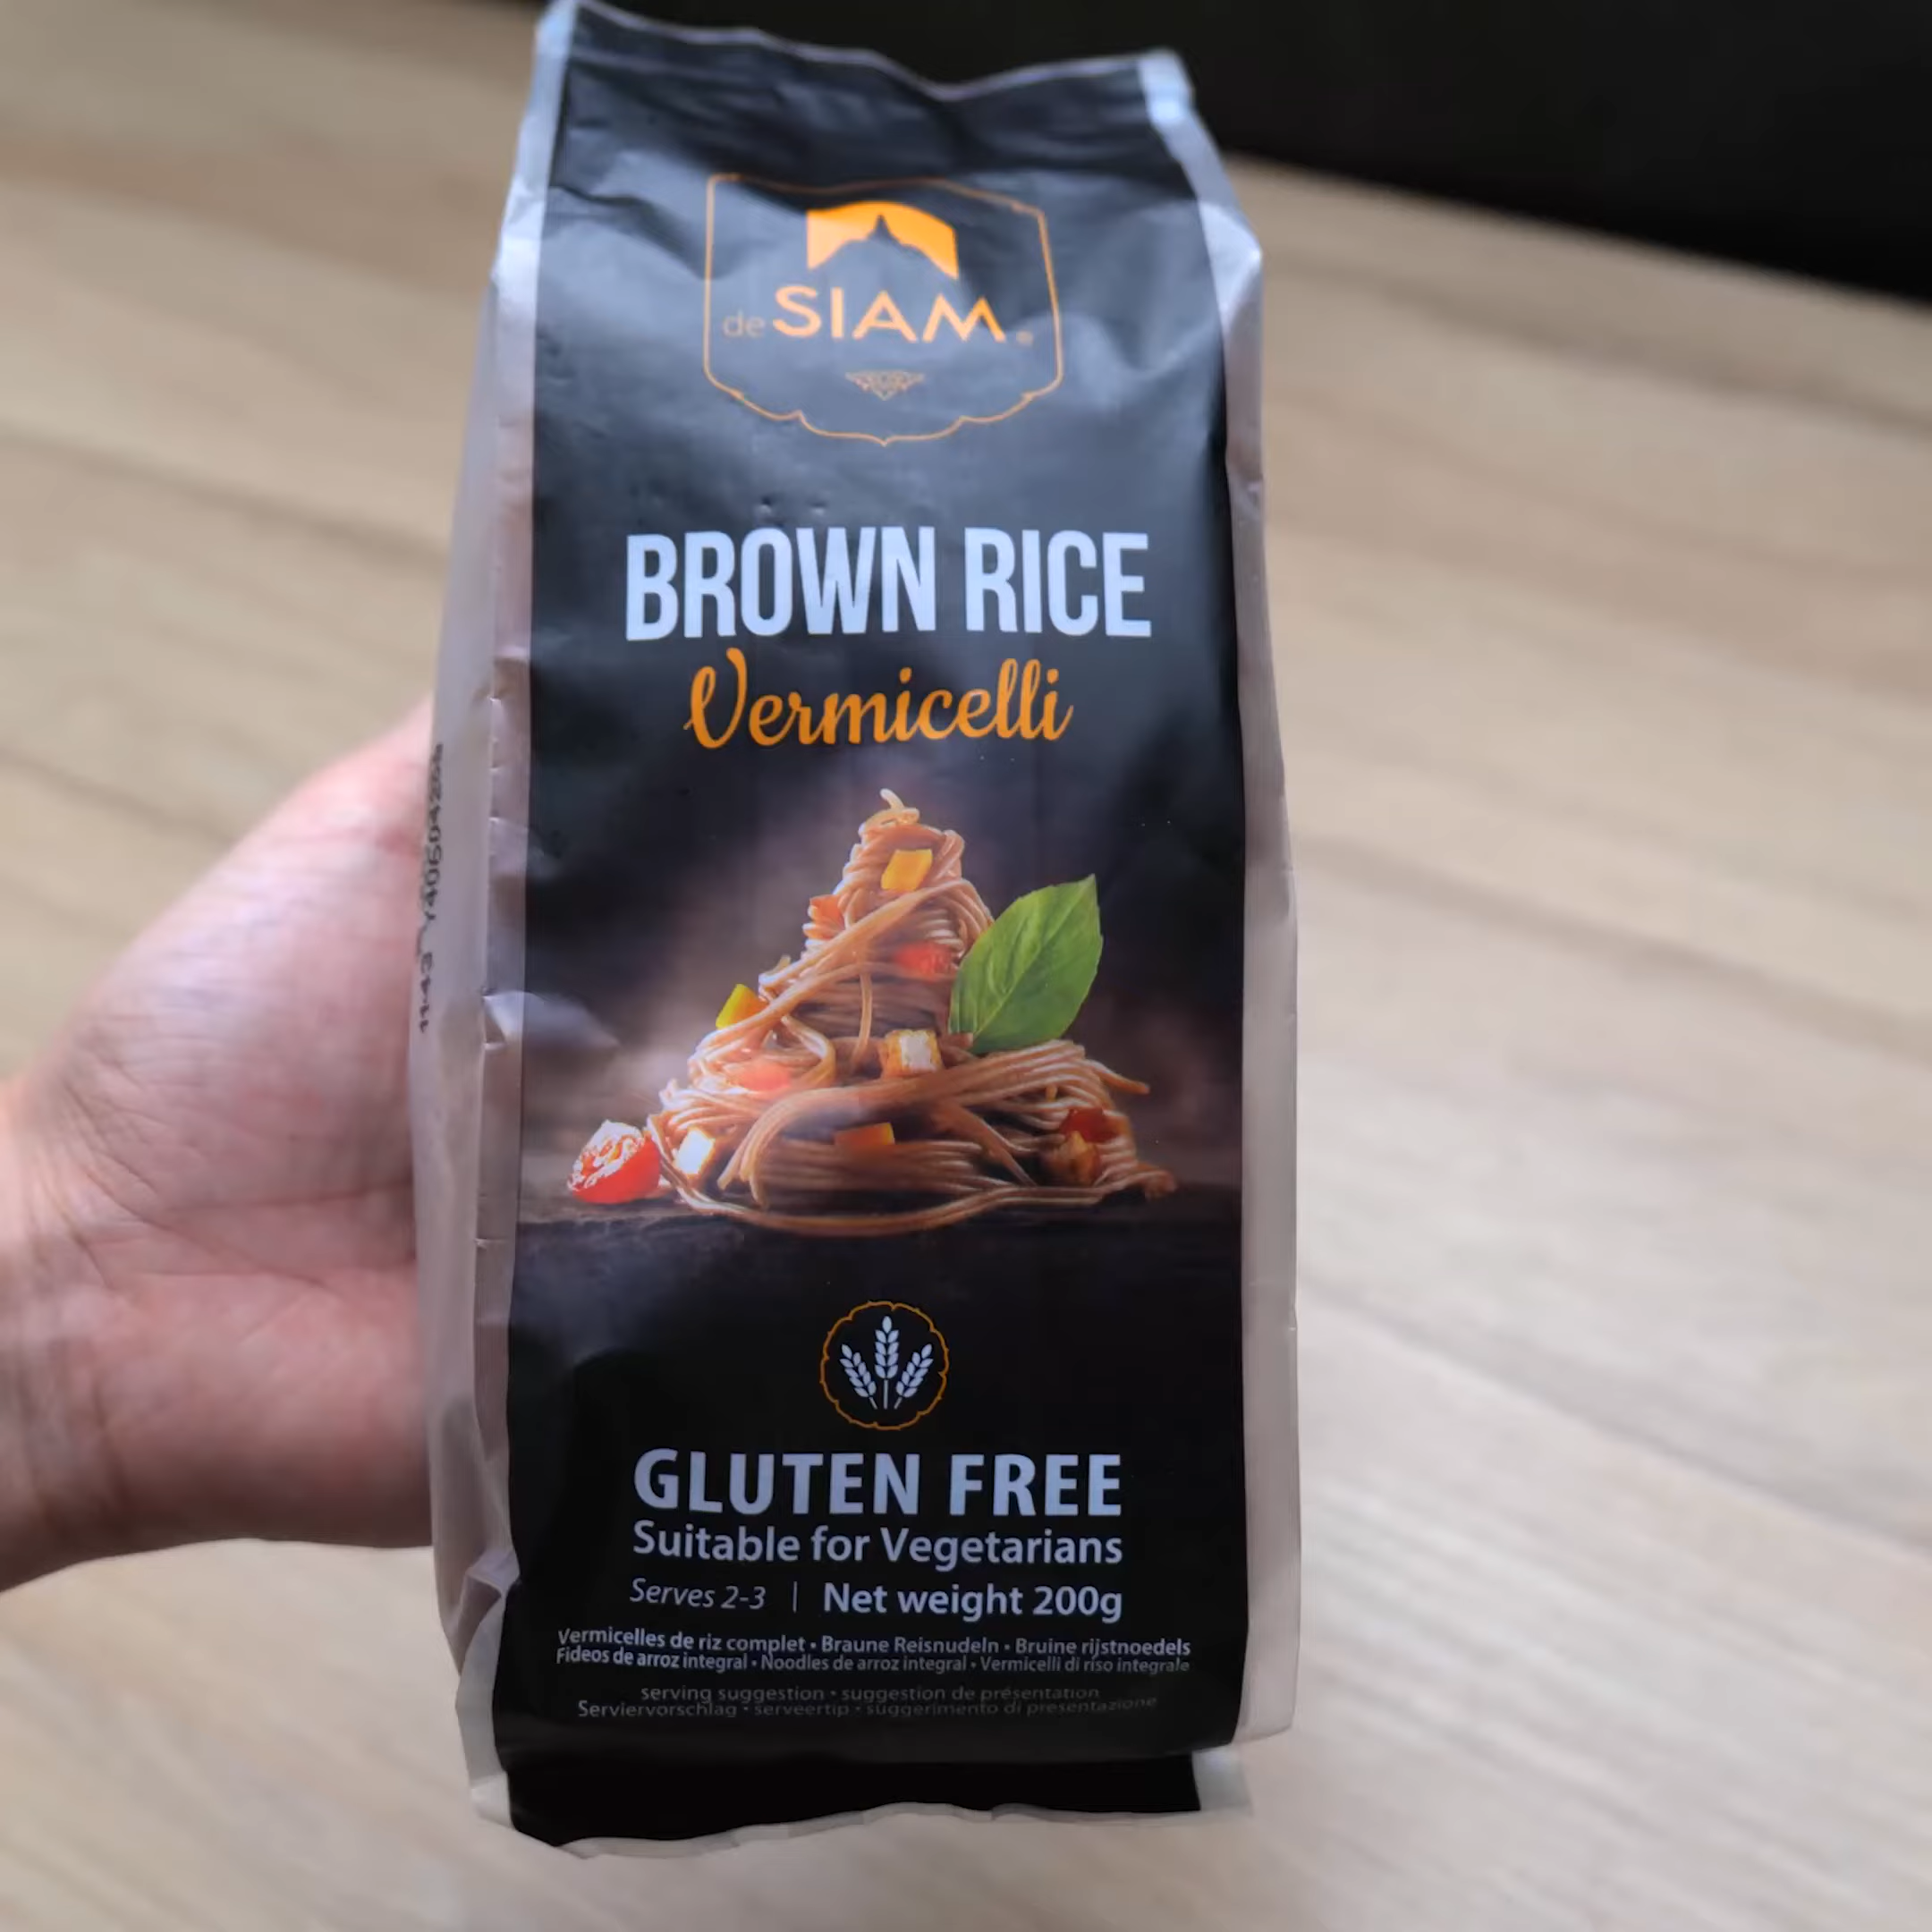 de SIAM®
BROWN RICE
Vermicelli
GLUTEN FREE
Suitable for Vegetarians
Serves 2-3 | Net weight 200g
Vermicelles de riz complet • Braune Reisnudeln • Bruine rijstnoedels
Fideos de arroz integral • Noodles de arroz integral • Vermicelli di riso integrale
serving suggestion • suggestion de présentation
Serviervorschlag • serveertip • suggerimento di presentazione